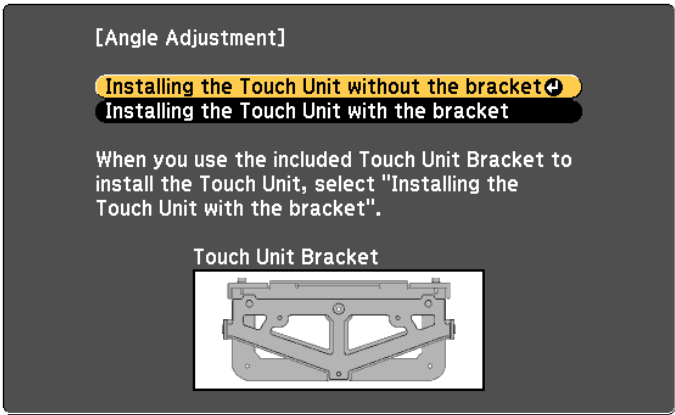 [Angle Adjustment]
Installing the Touch Unit without the bracket
Installing the Touch Unit with the bracket
When you use the included Touch Unit Bracket to
install the Touch Unit, select "Installing the
Touch Unit with the bracket".
Touch Unit Bracket